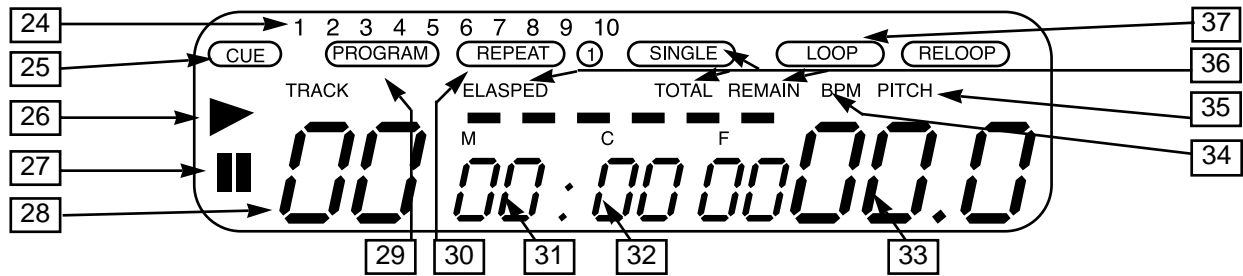 24 1 2 3 4 5 6 7 8 9 10 37
25 CUE PROGRAM REPEAT 1 SINGLE LOOP RELOOP 36
TRACK ELASPED TOTAL REMAIN BPM PITCH 35
26
M C F
27 34
00 00:00 00 00.0
28
29 30 31 32 33